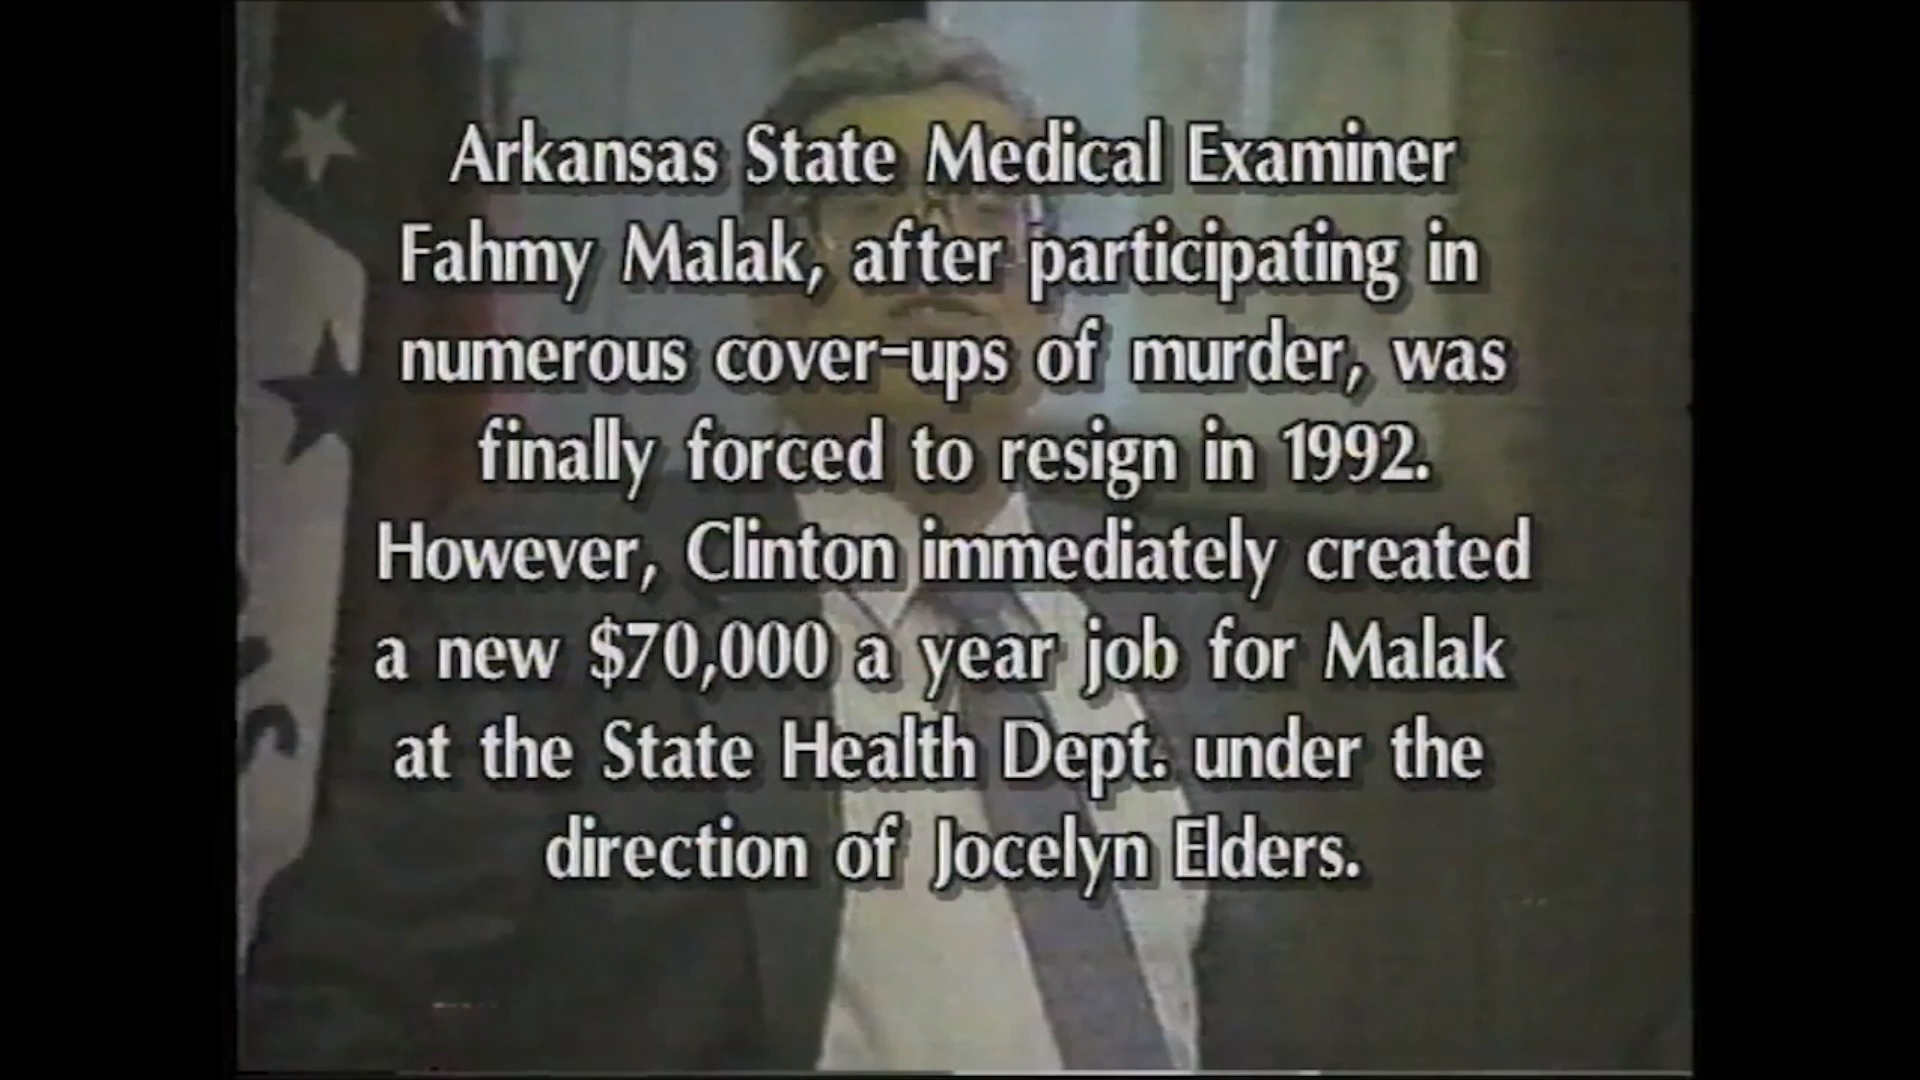 Arkansas State Medical Examiner
Fahmy Malak, after participating in
numerous cover-ups of murder, was
finally forced to resign in 1992.
However, Clinton immediately created
a new $70,000 a year job for Malak
at the State Health Dept. under the
direction of Jocelyn Elders.